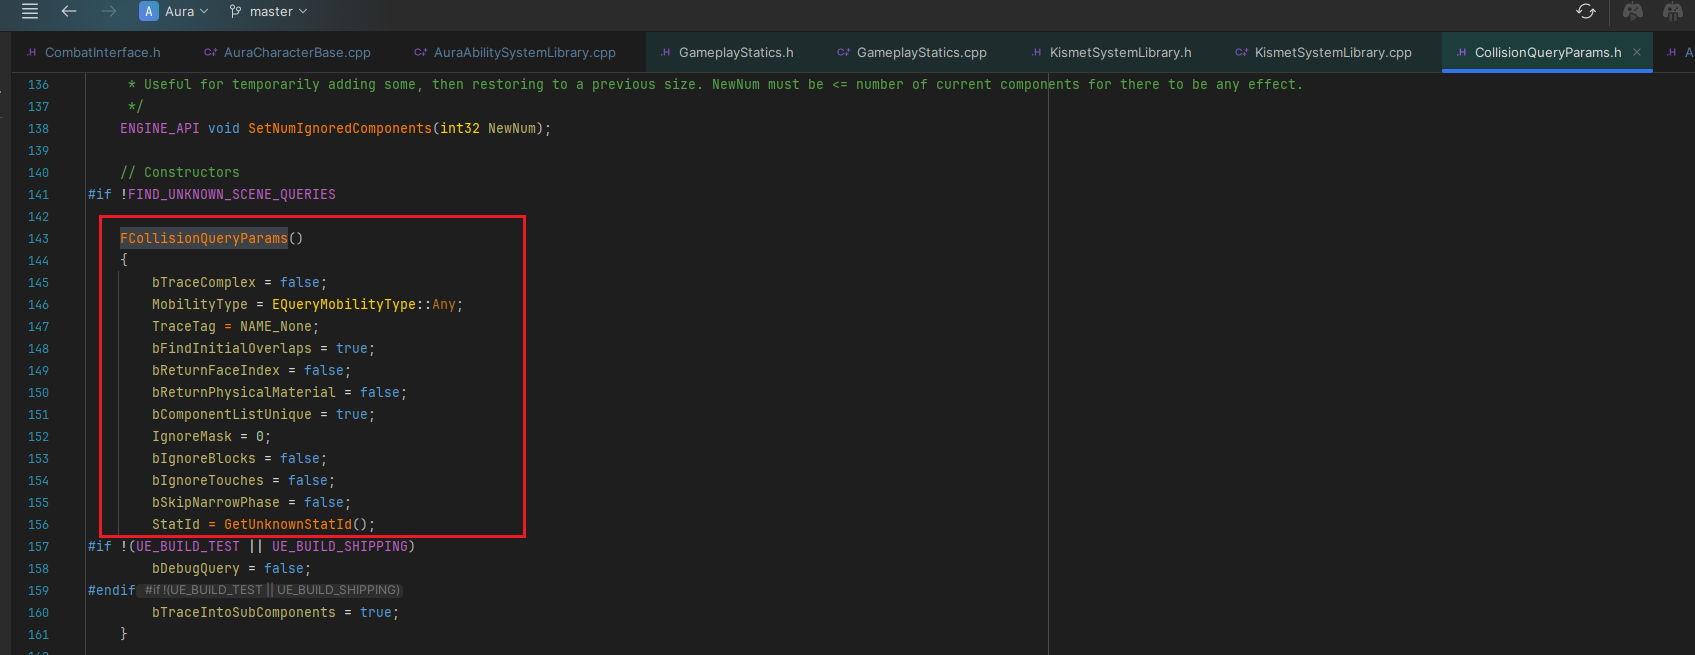 A Aura master
.H CombatInterface.h C+ AuraCharacterBase.cpp C+ AuraAbilitySystemLibrary.cpp .H GameplayStatics.h C+ GameplayStatics.cpp .H KismetSystemLibrary.h C+ KismetSystemLibrary.cpp .H CollisionQueryParams.h × .H A
136 * Useful for temporarily adding some, then restoring to a previous size. NewNum must be <= number of current components for there to be any effect.
137 */
138 ENGINE_API void SetNumIgnoredComponents(int32 NewNum);
139
140 // Constructors
141 #if !FIND_UNKNOWN_SCENE_QUERIES
142
143 FCollisionQueryParams()
144 {
145 bTraceComplex = false;
146 MobilityType = EQueryMobilityType::Any;
147 TraceTag = NAME_None;
148 bFindInitialOverlaps = true;
149 bReturnFaceIndex = false;
150 bReturnPhysicalMaterial = false;
151 bComponentListUnique = true;
152 IgnoreMask = 0;
153 bIgnoreBlocks = false;
154 bIgnoreTouches = false;
155 bSkipNarrowPhase = false;
156 StatId = GetUnknownStatId();
157 #if !(UE_BUILD_TEST || UE_BUILD_SHIPPING)
158 bDebugQuery = false;
159 #endif #if !(UE_BUILD_TEST || UE_BUILD_SHIPPING)
160 bTraceIntoSubComponents = true;
161 }